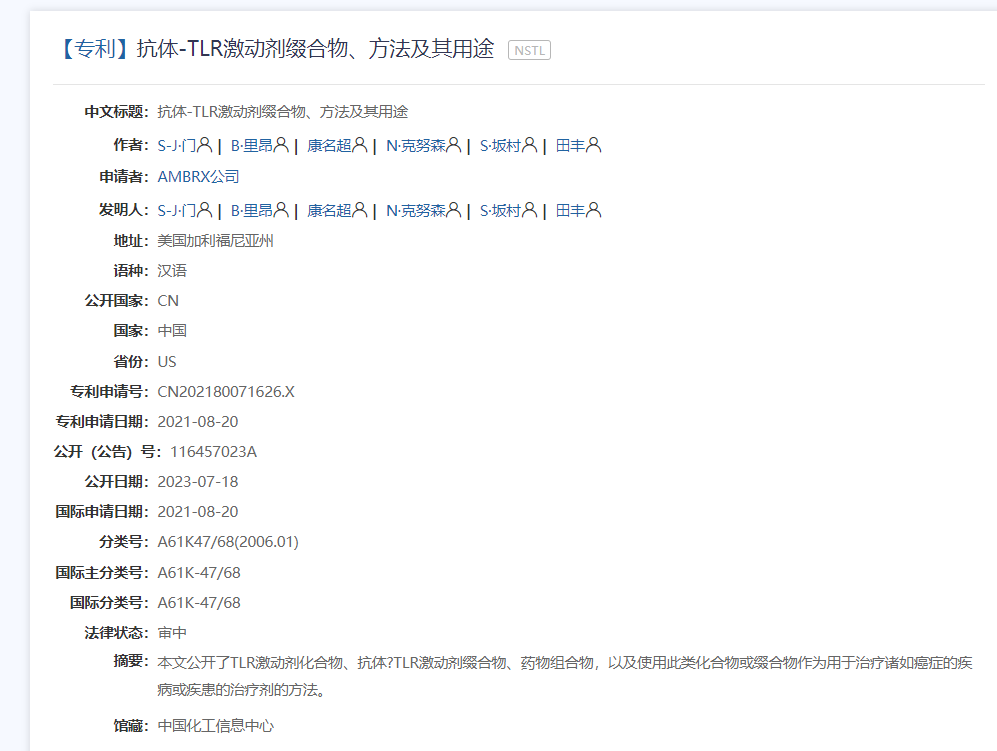 【专利】抗体-TLR激动剂缀合物、方法及其用途 NSTL
中文标题：抗体-TLR激动剂缀合物、方法及其用途
作者：S-J·门 | B·里昂 | 康名超 | N·克努森 | S·坂村 | 田丰
申请者：AMBRX公司
发明人：S-J·门 | B·里昂 | 康名超 | N·克努森 | S·坂村 | 田丰
地址：美国加利福尼亚州
语种：汉语
公开国家：CN
国家：中国
省份：US
专利申请号：CN202180071626.X
专利申请日期：2021-08-20
公开（公告）号：116457023A
公开日期：2023-07-18
国际申请日期：2021-08-20
分类号：A61K47/68(2006.01)
国际主分类号：A61K-47/68
国际分类号：A61K-47/68
法律状态：审中
摘要：本文公开了TLR激动剂化合物、抗体?TLR激动剂缀合物、药物组合物，以及使用此类化合物或缀合物作为用于治疗诸如癌症的疾
病或疾患的治疗剂的方法。
馆藏：中国化工信息中心